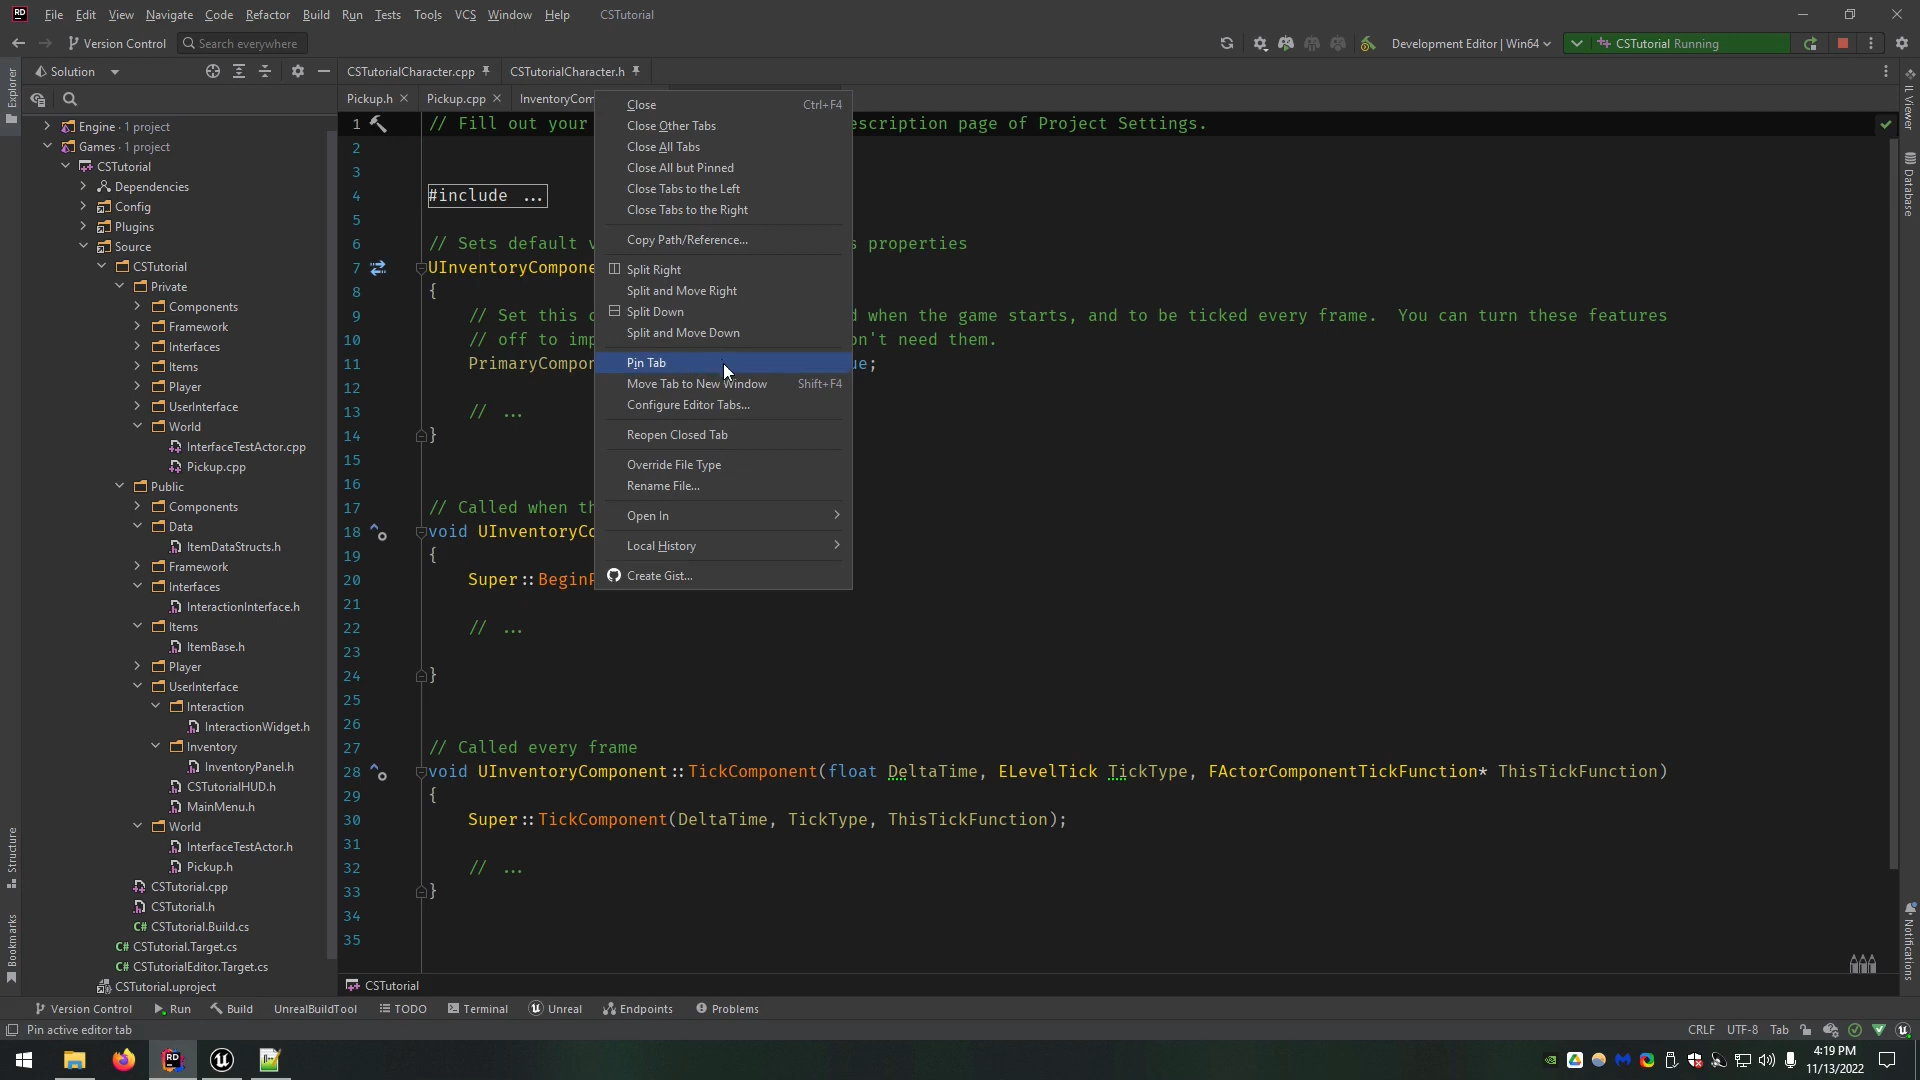 File Edit View Navigate Code Refactor Build Run Tests Tools VCS Window Help CSTutorial
Version Control Search everywhere Development Editor | Win64 CSTutorial Running
Solution CSTutorialCharacter.cpp CSTutorialCharacter.h
Pickup.h Pickup.cpp InventoryCom
Explorer
IL Viewer
Database
Notifications
Structure
Bookmarks
Engine · 1 project
Games · 1 project
CSTutorial
Dependencies
Config
Plugins
Source
CSTutorial
Private
Components
Framework
Interfaces
Items
Player
UserInterface
World
InterfaceTestActor.cpp
Pickup.cpp
Public
Components
Data
ItemDataStructs.h
Framework
Interfaces
InteractionInterface.h
Items
ItemBase.h
Player
UserInterface
Interaction
InteractionWidget.h
Inventory
InventoryPanel.h
CSTutorialHUD.h
MainMenu.h
World
InterfaceTestActor.h
Pickup.h
CSTutorial.cpp
CSTutorial.h
C# CSTutorial.Build.cs
C# CSTutorial.Target.cs
C# CSTutorialEditor.Target.cs
CSTutorial.uproject
1 // Fill out your escription page of Project Settings.
2
3
4 #include ...
5
6 // Sets default v s properties
7 UInventoryCompone
8 {
9 // Set this c d when the game starts, and to be ticked every frame.  You can turn these features
10 // off to imp on't need them.
11 PrimaryCompon ue;
12
13 // ...
14 }
15
16
17 // Called when th
18 void UInventoryCo
19 {
20 Super::BeginP
21
22 // ...
23
24 }
25
26
27 // Called every frame
28 void UInventoryComponent::TickComponent(float DeltaTime, ELevelTick TickType, FActorComponentTickFunction* ThisTickFunction)
29 {
30 Super::TickComponent(DeltaTime, TickType, ThisTickFunction);
31
32 // ...
33 }
34
35
Close Ctrl+F4
Close Other Tabs
Close All Tabs
Close All but Pinned
Close Tabs to the Left
Close Tabs to the Right
Copy Path/Reference...
Split Right
Split and Move Right
Split Down
Split and Move Down
Pin Tab
Move Tab to New Window Shift+F4
Configure Editor Tabs...
Reopen Closed Tab
Override File Type
Rename File...
Open In
Local History
Create Gist...
CSTutorial
Version Control Run Build UnrealBuildTool TODO Terminal Unreal Endpoints Problems
Pin active editor tab CRLF UTF-8 Tab
4:19 PM
11/13/2022